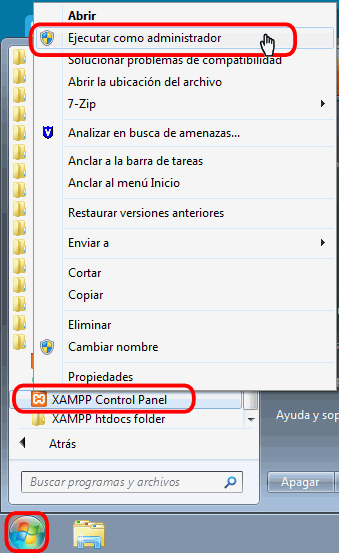 Abrir
Ejecutar como administrador
Solucionar problemas de compatibilidad
Abrir la ubicación del archivo
7-Zip
Analizar en busca de amenazas...
Anclar a la barra de tareas
Anclar al menú Inicio
Restaurar versiones anteriores
Enviar a
Cortar
Copiar
Eliminar
Cambiar nombre
Propiedades
XAMPP Control Panel
XAMPP htdocs folder
Ayuda y sop
Atrás
Buscar programas y archivos
Apagar